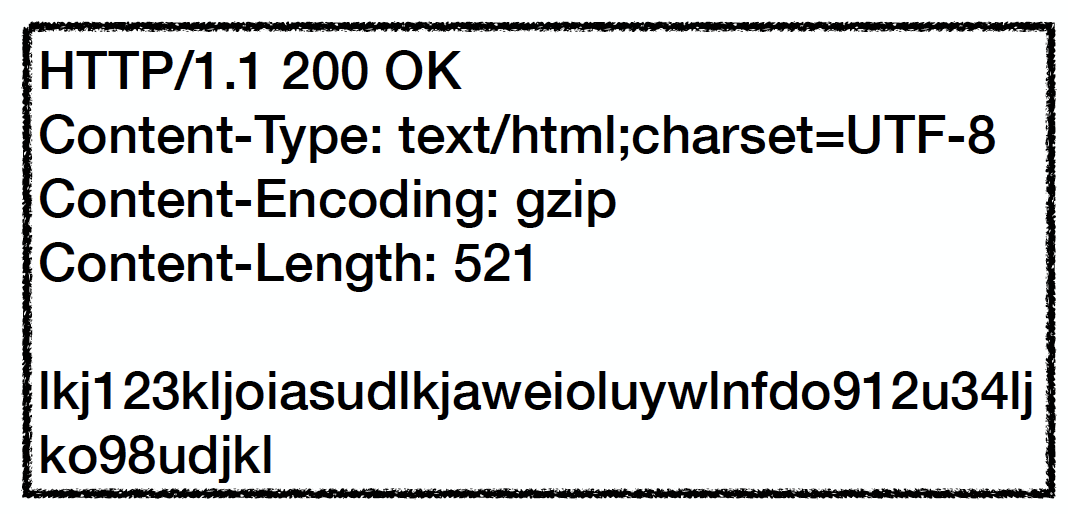 HTTP/1.1 200 OK
Content-Type: text/html;charset=UTF-8
Content-Encoding: gzip
Content-Length: 521

lkj123kljoiasudlkjaweioluywlnfdo912u34lj
ko98udjkl